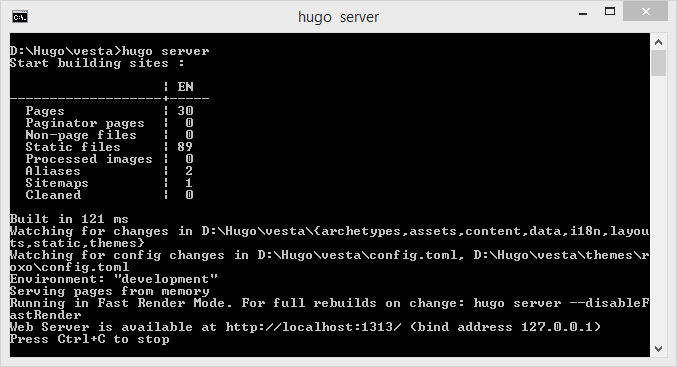 hugo server
D:\Hugo\vesta>hugo server
Start building sites :
| EN
-------------------+-----
Pages | 30
Paginator pages | 0
Non-page files | 0
Static files | 89
Processed images | 0
Aliases | 2
Sitemaps | 1
Cleaned | 0
Built in 121 ms
Watching for changes in D:\Hugo\vesta\{archetypes,assets,content,data,i18n,layou
ts,static,themes}
Watching for config changes in D:\Hugo\vesta\config.toml, D:\Hugo\vesta\themes\r
oxo\config.toml
Environment: "development"
Serving pages from memory
Running in Fast Render Mode. For full rebuilds on change: hugo server --disableF
astRender
Web Server is available at http://localhost:1313/ (bind address 127.0.0.1)
Press Ctrl+C to stop